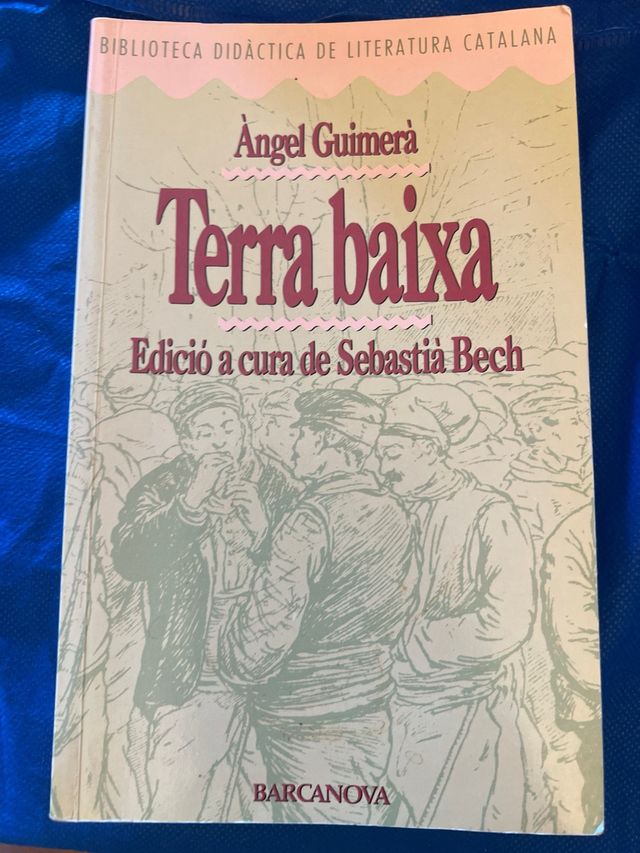 BIBLIOTECA DIDÀCTICA DE LITERATURA CATALANA
Àngel Guimerà
Terra baixa
Edició a cura de Sebastià Bech
BARCANOVA